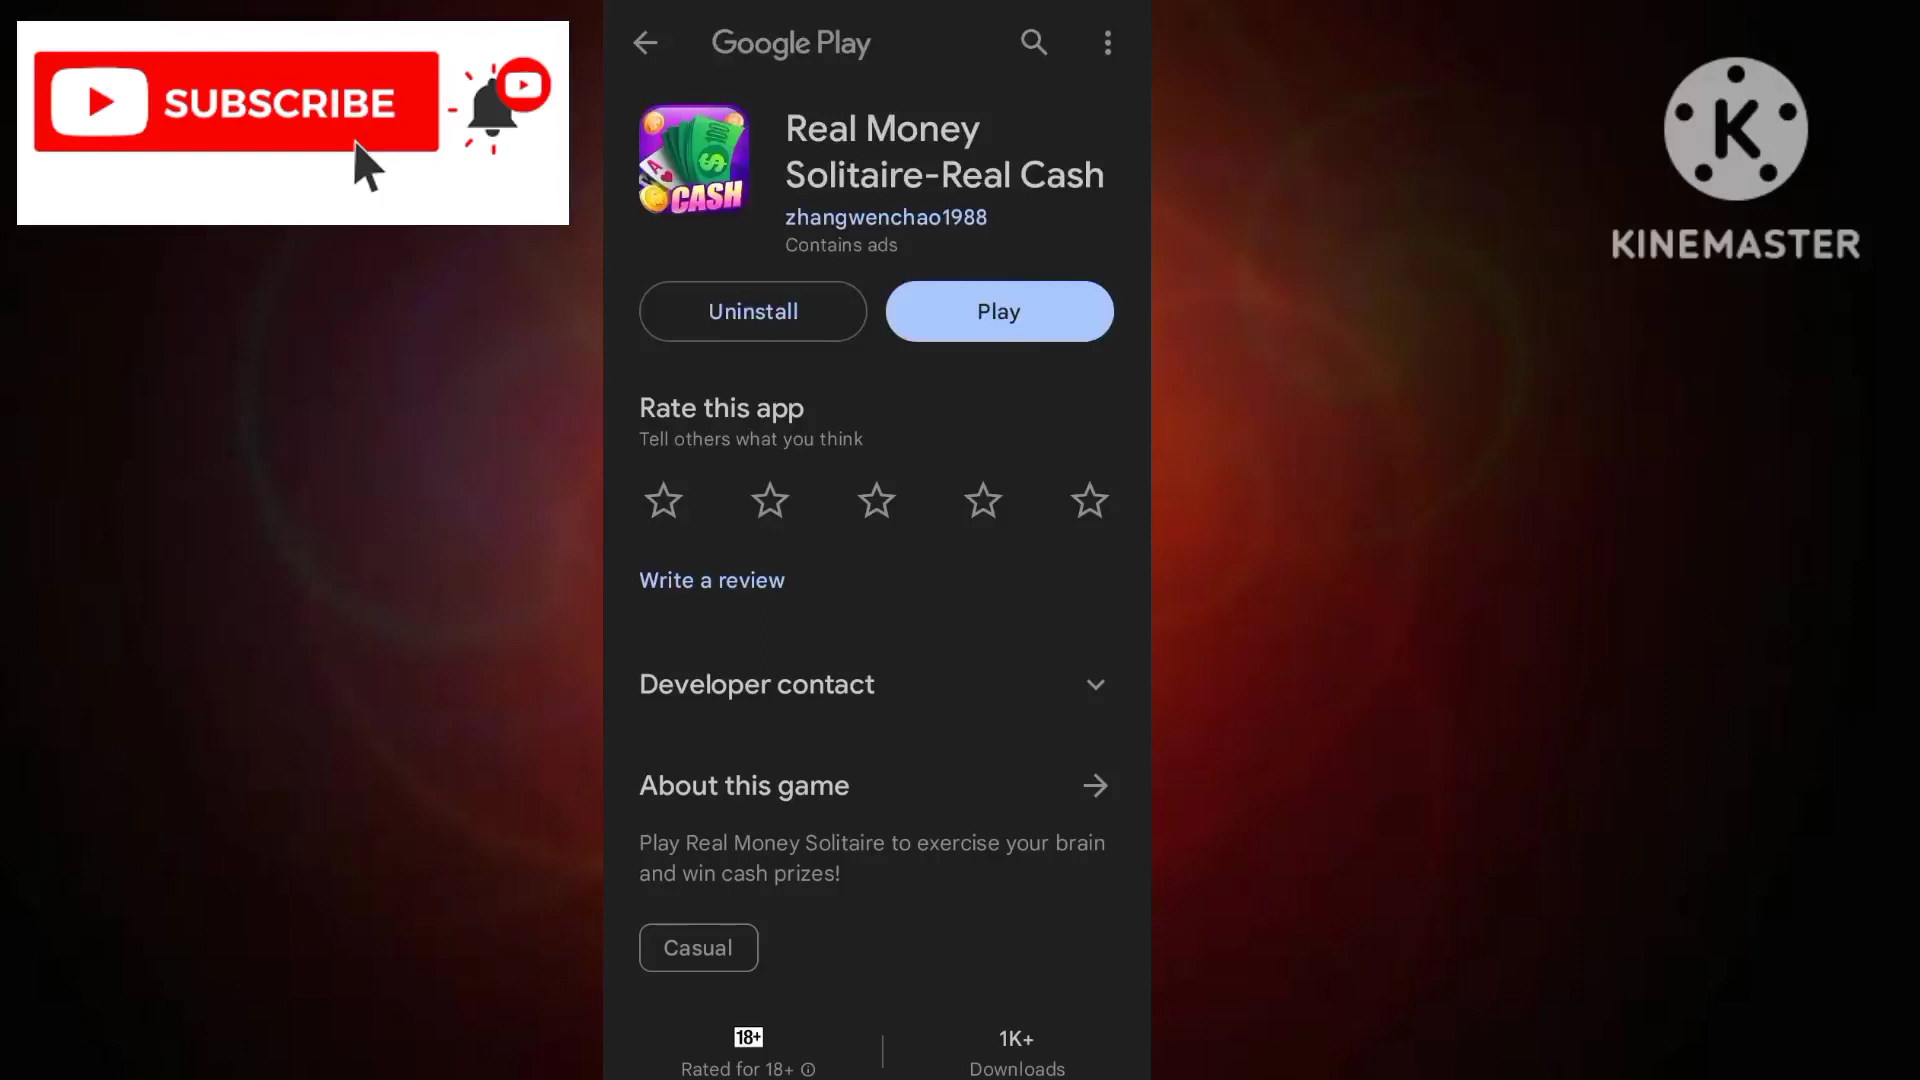 SUBSCRIBE
Google Play
Real Money
Solitaire-Real Cash
zhangwenchao1988
Contains ads
100
$
A
CASH
K
KINEMASTER
Uninstall
Play
Rate this app
Tell others what you think
Write a review
Developer contact
About this game
Play Real Money Solitaire to exercise your brain
and win cash prizes!
Casual
18+
Rated for 18+
1K+
Downloads